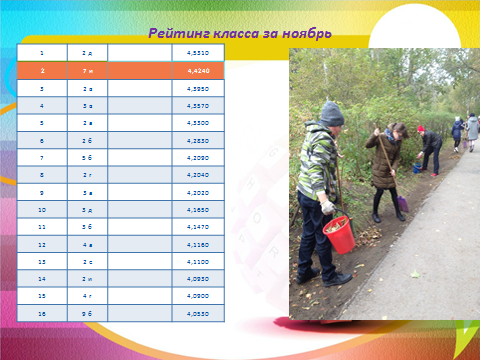 Рейтинг класса за ноябрь
1 2 д 4,5510
2 7 н 4,4240
3 2 а 4,3950
4 3 а 4,3570
5 2 в 4,3300
6 2 б 4,2830
7 5 б 4,2090
8 2 г 4,2040
9 3 в 4,2020
10 3 д 4,1650
11 3 б 4,1470
12 4 в 4,1160
13 2 с 4,1100
14 2 н 4,0930
15 4 г 4,0900
16 9 б 4,0550